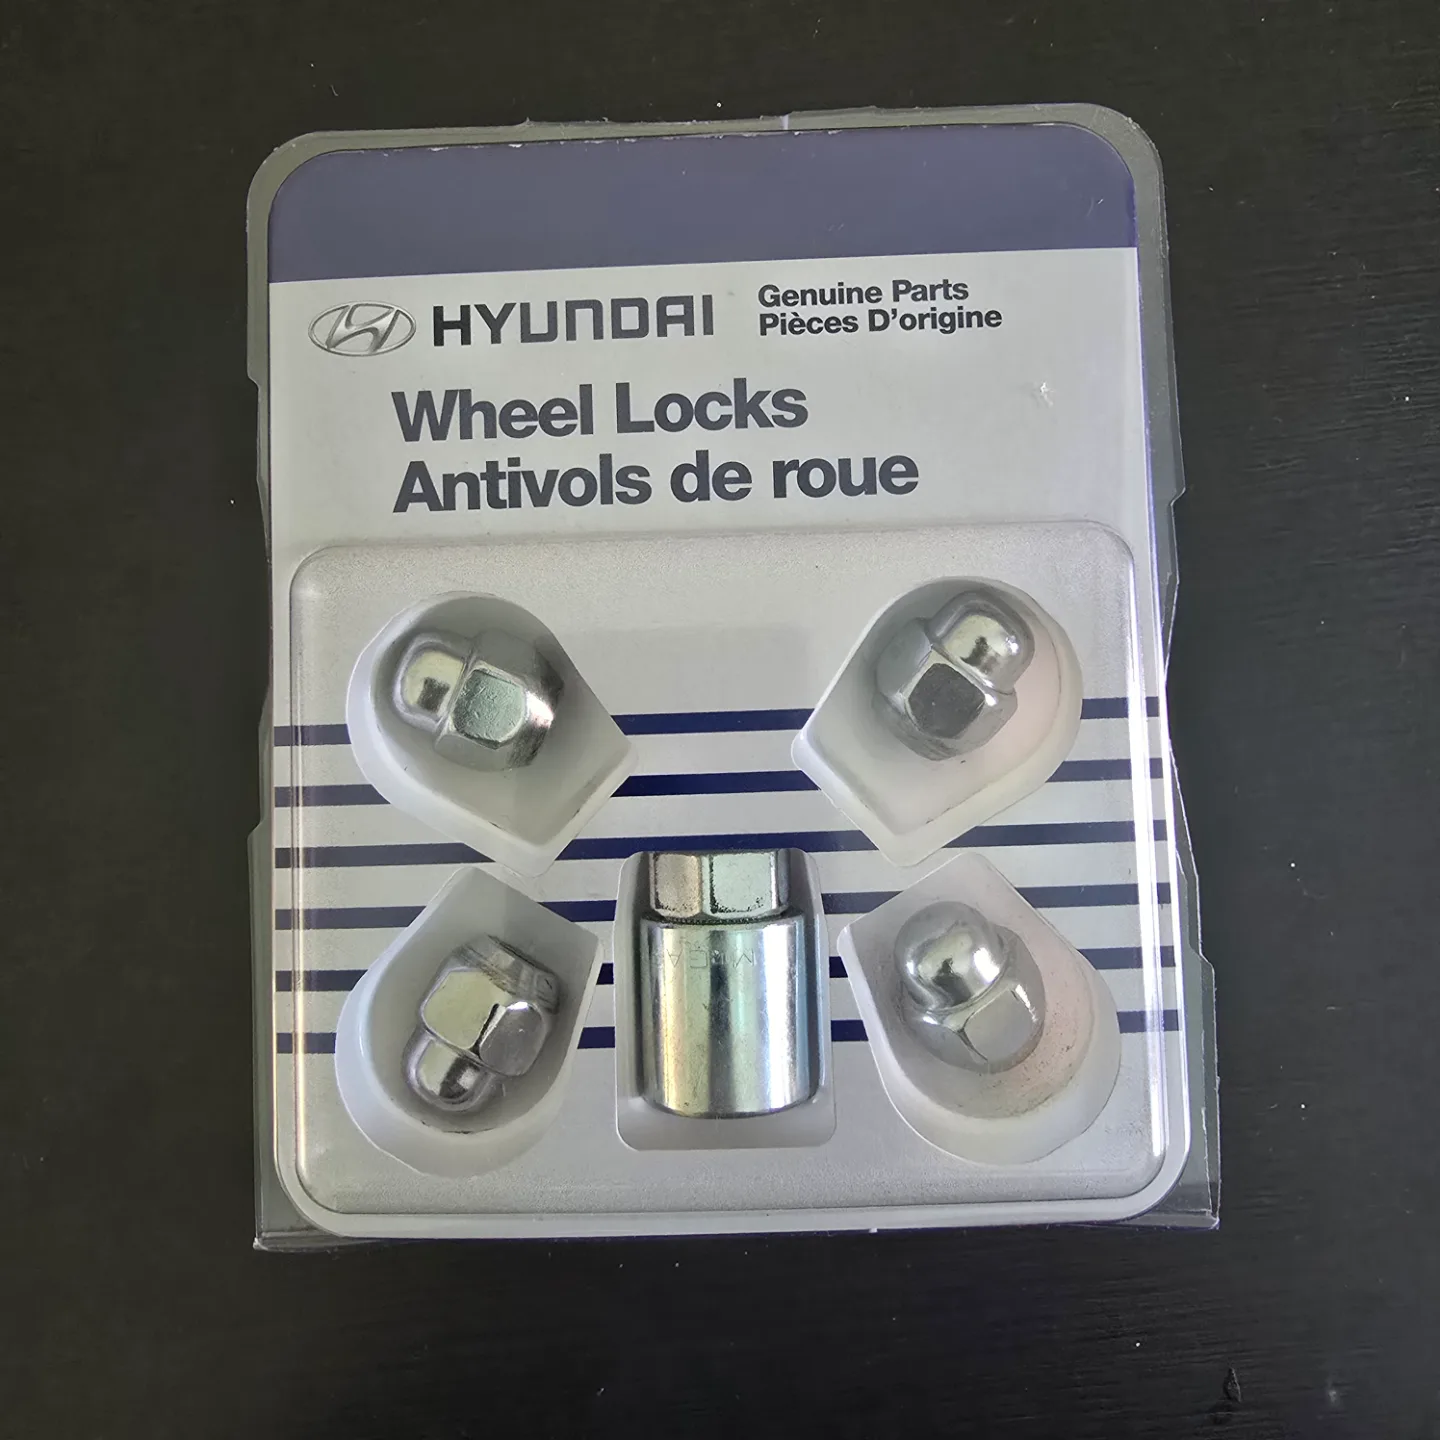 HYUNDAI
Genuine Parts
Pièces D'origine
Wheel Locks
Antivols de roue